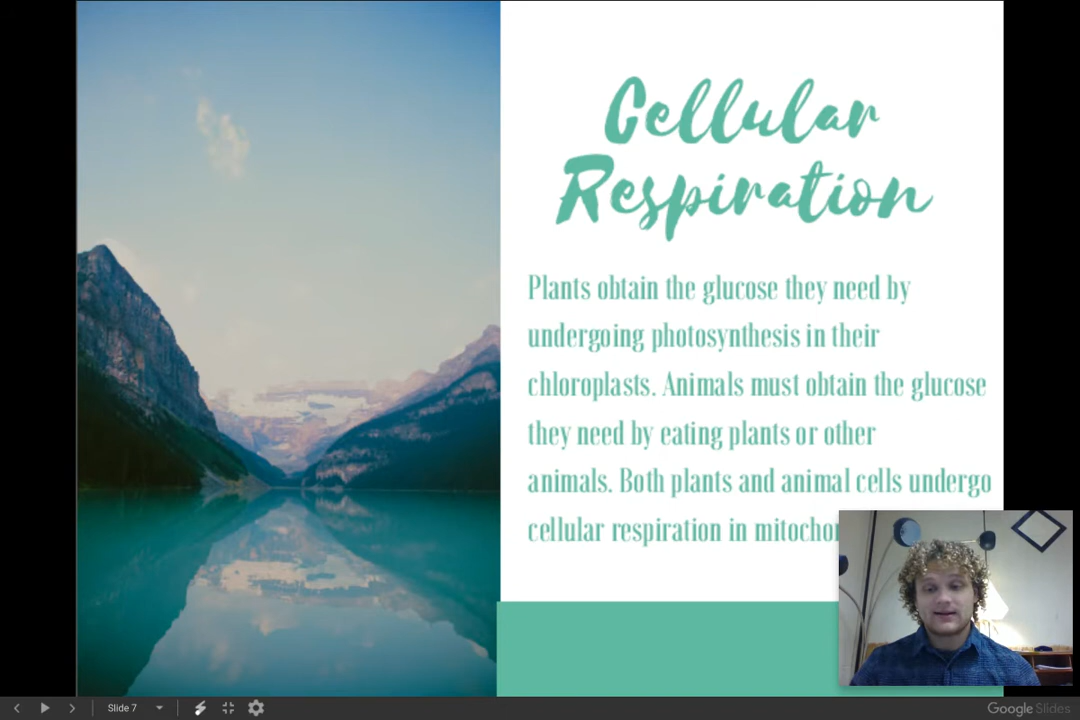 Cellular
Respiration
Plants obtain the glucose they need by
undergoing photosynthesis in their
chloroplasts. Animals must obtain the glucose
they need by eating plants or other
animals. Both plants and animal cells undergo
cellular respiration in
Slide 7
Google Slides